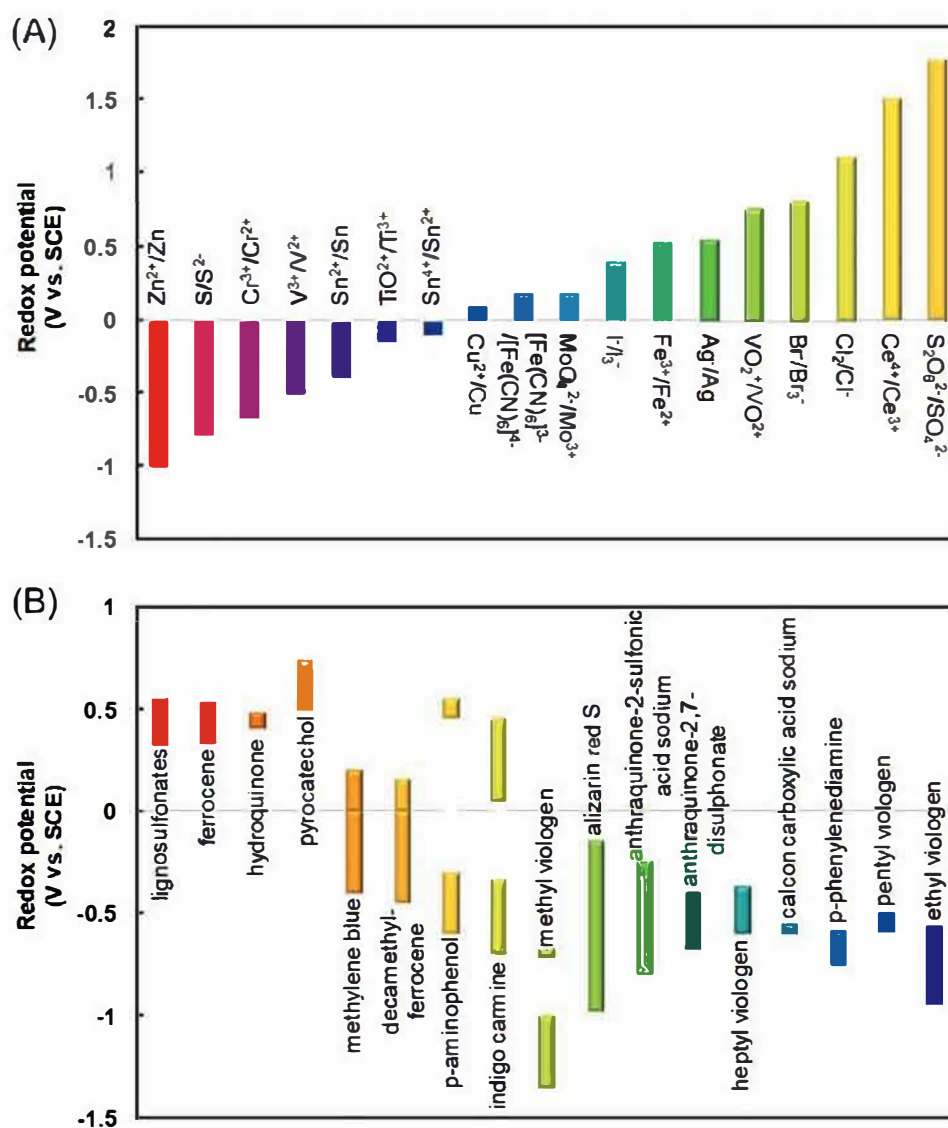 (A)
Redox potential
(V vs. SCE)
2
1.5
1
0.5
0
-0.5
-1
-1.5
Zn²⁺/Zn
S/S²⁻
Cr³⁺/Cr²⁺
V³⁺/V²⁺
Sn²⁺/Sn
TiO²⁺/Ti³⁺
Sn⁴⁺/Sn²⁺
Cu²⁺/Cu
[Fe(CN)₆]³⁻
/[Fe(CN)₆]⁴⁻
MoO₄²⁻/Mo³⁺
I⁻/I₃⁻
Fe³⁺/Fe²⁺
Ag⁺/Ag
VO₂⁺/VO²⁺
Br⁻/Br₃⁻
Cl₂/Cl⁻
Ce⁴⁺/Ce³⁺
S₂O₈²⁻/SO₄²⁻
(B)
Redox potential
(V vs. SCE)
1
0.5
0
-0.5
-1
-1.5
lignosulfonates
ferrocene
hydroquinone
pyrocatechol
methylene blue
decamethyl-
ferrocene
p-aminophenol
indigo carmine
methyl viologen
alizarin red S
anthraquinone-2-sulfonic
acid sodium
anthraquinone-2,7-
disulphonate
heptyl viologen
calcon carboxylic acid sodium
p-phenylenediamine
pentyl viologen
ethyl viologen